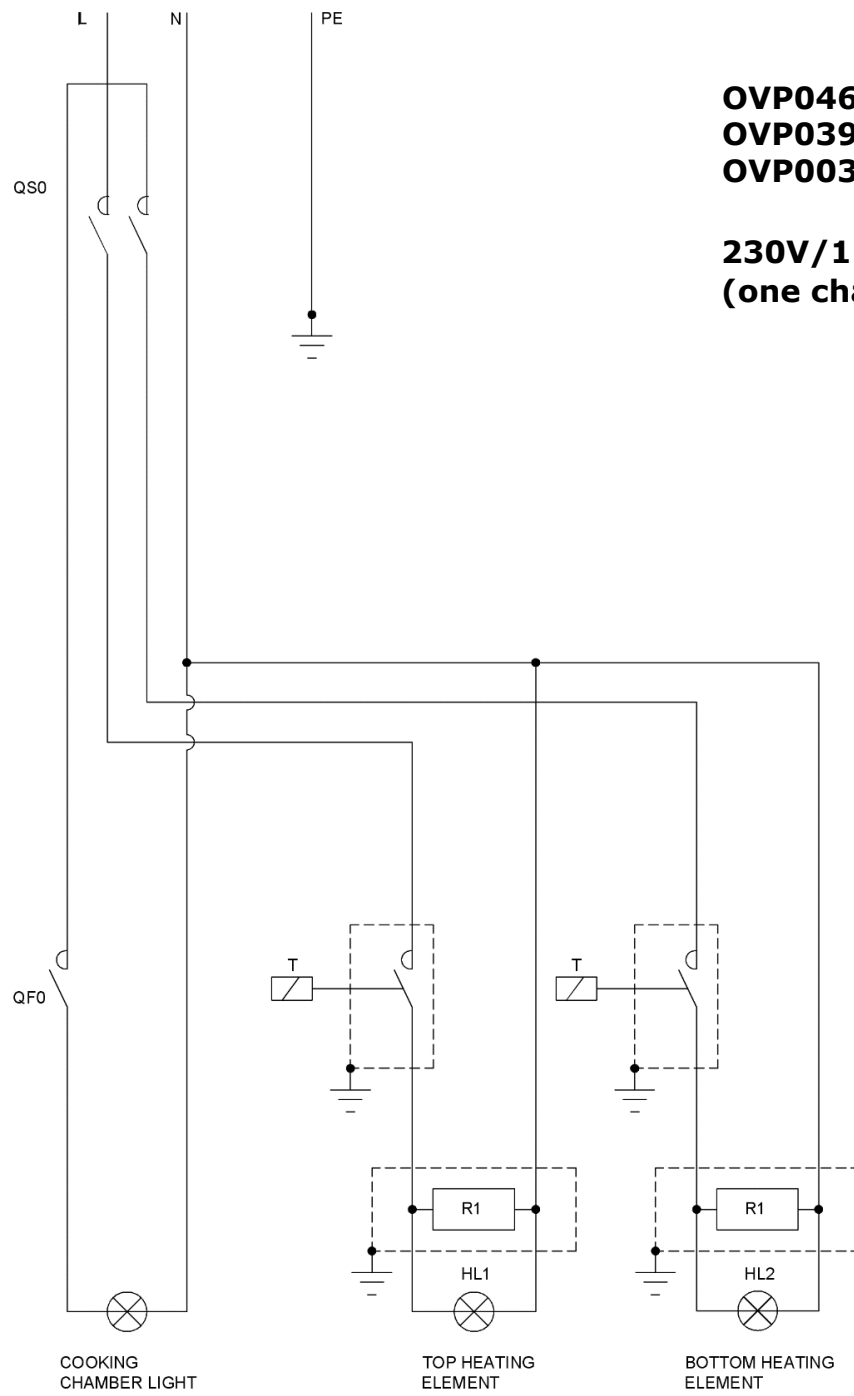 L N PE
OVP046
OVP039
OVP003
230V/1
(one cha
QS0
QF0
T
T
R1
R1
HL1
HL2
COOKING
CHAMBER LIGHT
TOP HEATING
ELEMENT
BOTTOM HEATING
ELEMENT